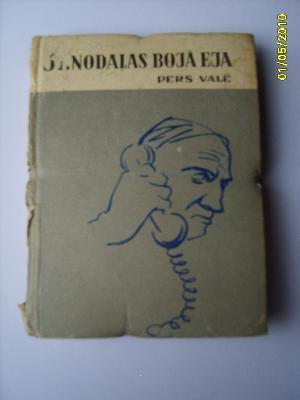 31.NODAĻAS BOJĀ EJA
PERS VALĒ
01/05/2010